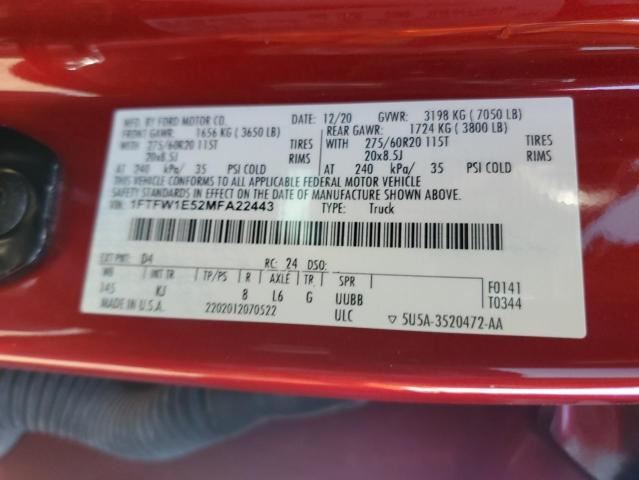 MFD. BY FORD MOTOR CO. 12/20 GVWR: 3198 KG ( 7050 LB)
FRONT GAWR: 1656 KG ( 3650 LB) REAR GAWR: 1724 KG ( 3800 LB)
WITH 275/60R20 115T TIRES WITH 275/60R20 115T TIRES
20x8.5J RIMS 20x8.5J RIMS
AT 240 kPa/ 35 PSI COLD AT 240 kPa/ 35 PSI COLD
THIS VEHICLE CONFORMS TO ALL APPLICABLE FEDERAL MOTOR VEHICLE
SAFETY STANDARDS IN EFFECT ON THE DATE OF MANUFACTURE SHOWN ABOVE.
VIN: 1FTFW1E52MFA22443 TYPE: Truck
EXT PNT: D4 RC: 24 DSO:
WB INT TR TP/PS R AXLE TR SPR F0141
145 KJ 8 L6 G UUBB T0344
MADE IN U.S.A. 2202012070522 ULC ▽ 5U5A-3520472-AA